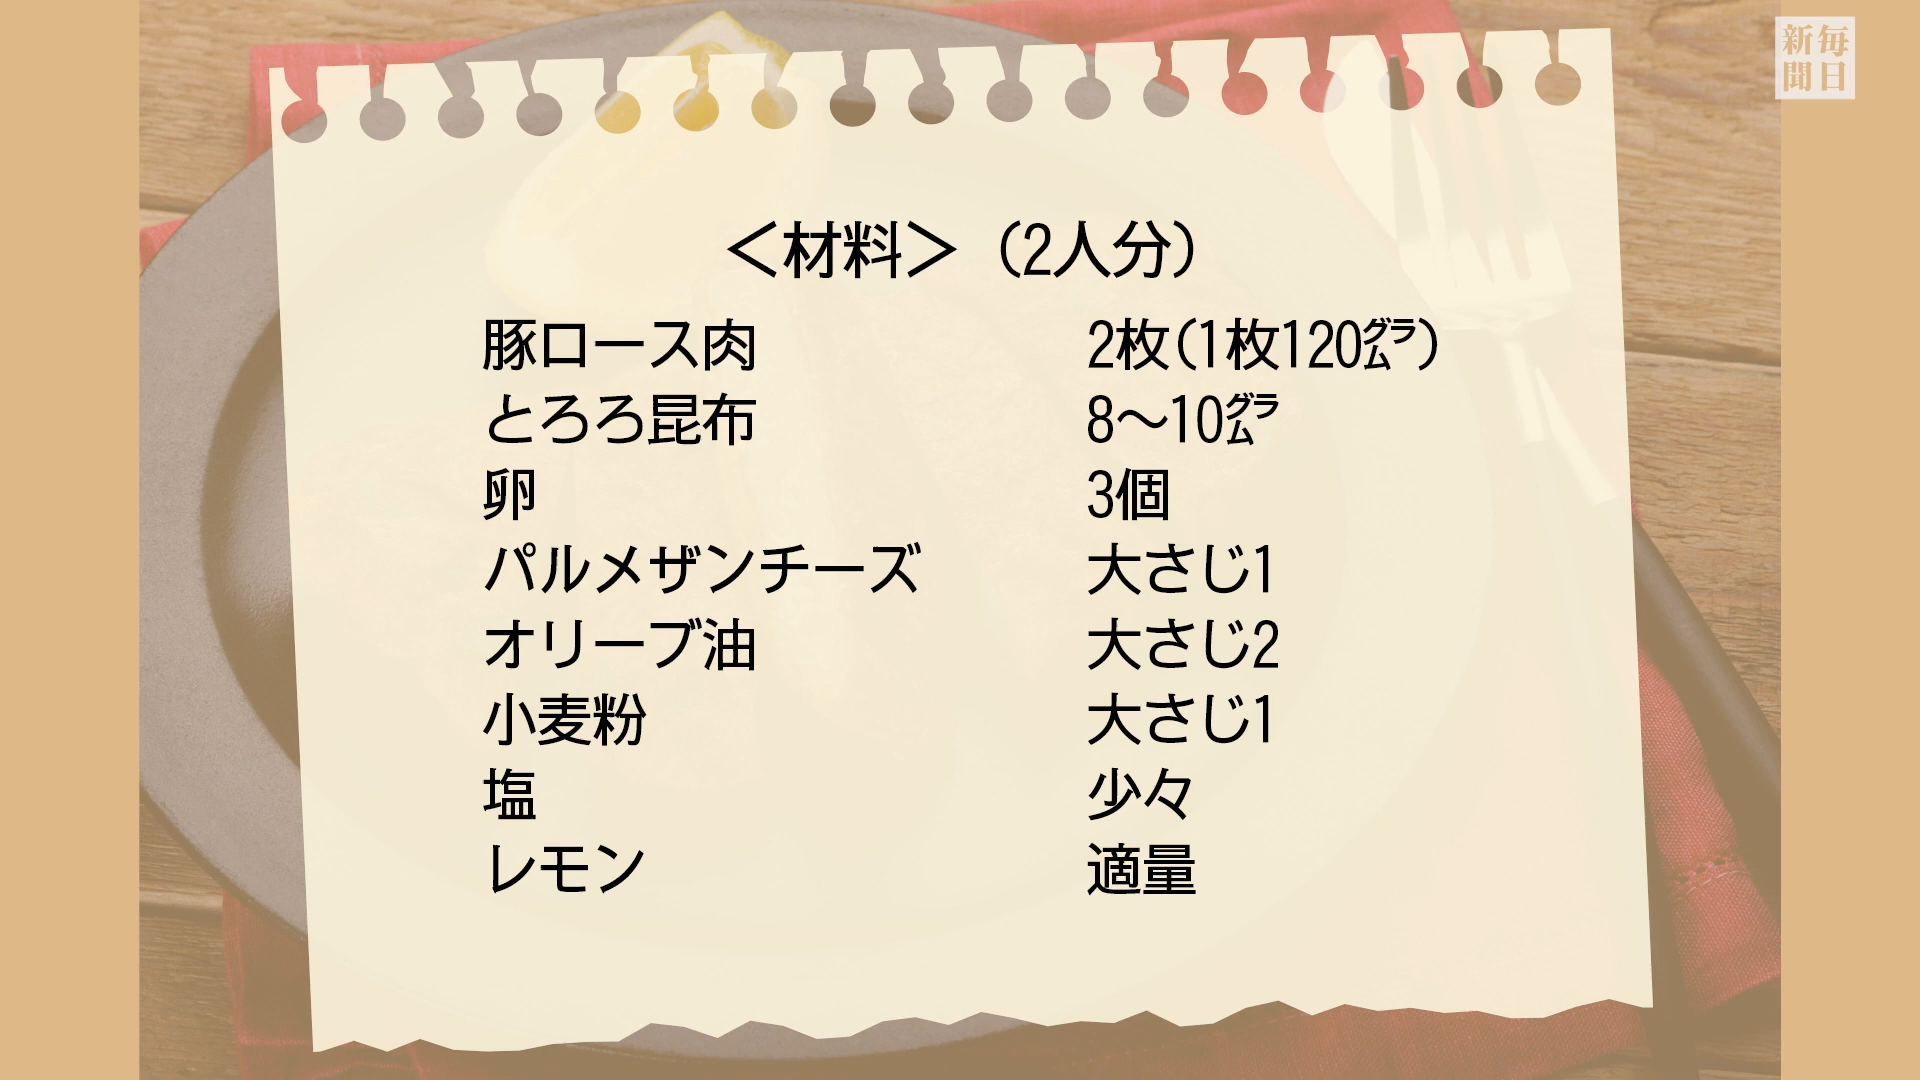 毎日
新聞
＜材料＞（2人分）
豚ロース肉 2枚（1枚120㌘）
とろろ昆布 8～10㌘
卵 3個
パルメザンチーズ 大さじ1
オリーブ油 大さじ2
小麦粉 大さじ1
塩 少々
レモン 適量